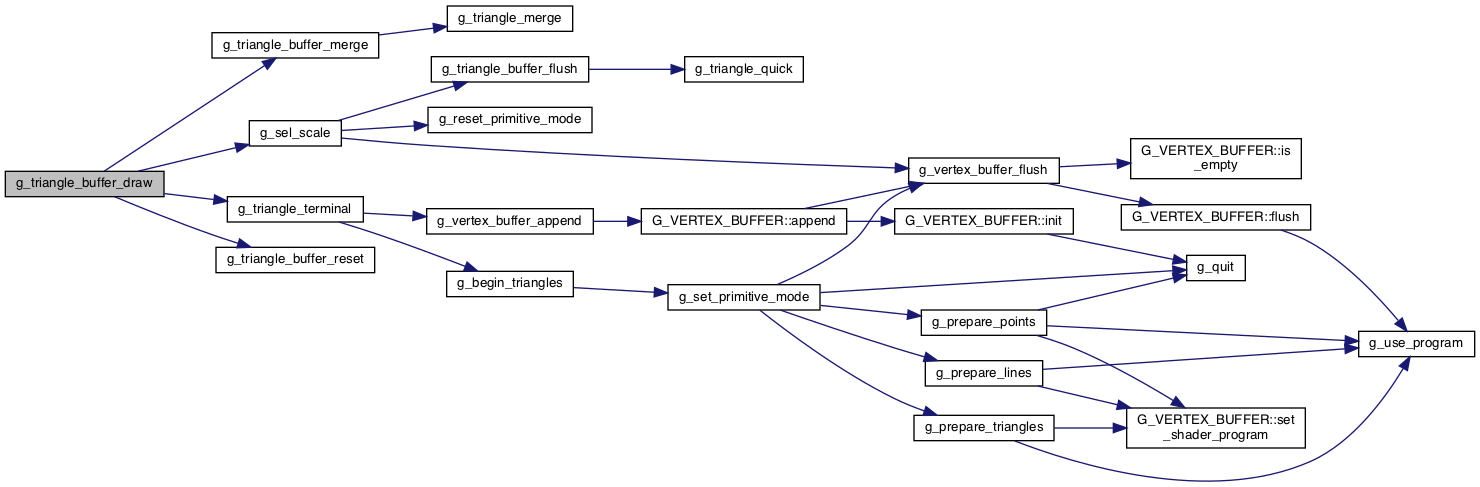 g_triangle_merge
g_triangle_buffer_merge
g_triangle_buffer_flush
g_triangle_quick
g_reset_primitive_mode
g_sel_scale
G_VERTEX_BUFFER::is
_empty
g_vertex_buffer_flush
g_triangle_buffer_draw
g_triangle_terminal
g_vertex_buffer_append
G_VERTEX_BUFFER::append
G_VERTEX_BUFFER::init
G_VERTEX_BUFFER::flush
g_triangle_buffer_reset
g_quit
g_begin_triangles
g_set_primitive_mode
g_prepare_points
g_use_program
g_prepare_lines
G_VERTEX_BUFFER::set
_shader_program
g_prepare_triangles